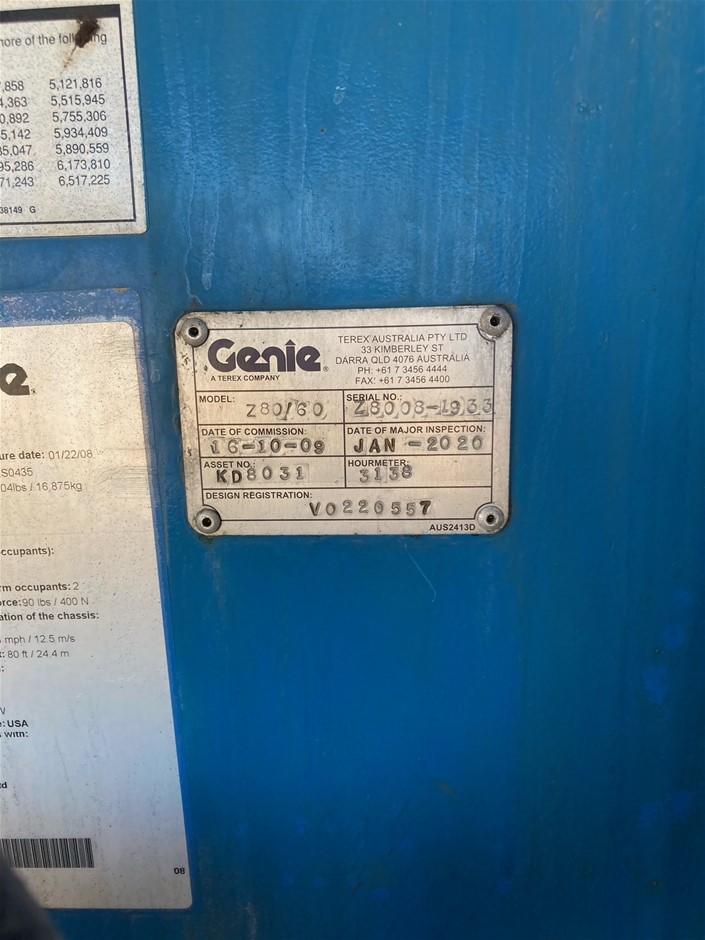 more of the following
,858 5,121,816
4,363 5,515,945
0,892 5,755,306
5,142 5,934,409
35,047 5,890,559
95,286 6,173,810
71,243 6,517,225
38149 G
Genie
®
A TEREX COMPANY
TEREX AUSTRALIA PTY LTD
33 KIMBERLEY ST
DARRA QLD 4076 AUSTRALIA
PH: +61 7 3456 4444
FAX: +61 7 3456 4400
MODEL: Z80/60
SERIAL NO.: Z8008-1933
DATE OF COMMISSION: 16-10-09
DATE OF MAJOR INSPECTION: JAN-2020
ASSET NO.: KD8031
HOURMETER: 3138
DESIGN REGISTRATION: V0220557
AUS2413D
e.
ure date: 01/22/08
S0435
04lbs / 16,875kg
ccupants):
rm occupants: 2
orce: 90 lbs / 400 N
ation of the chassis:
mph / 12.5 m/s
: 80 ft / 24.4 m
:
e: USA
s with:
td
08